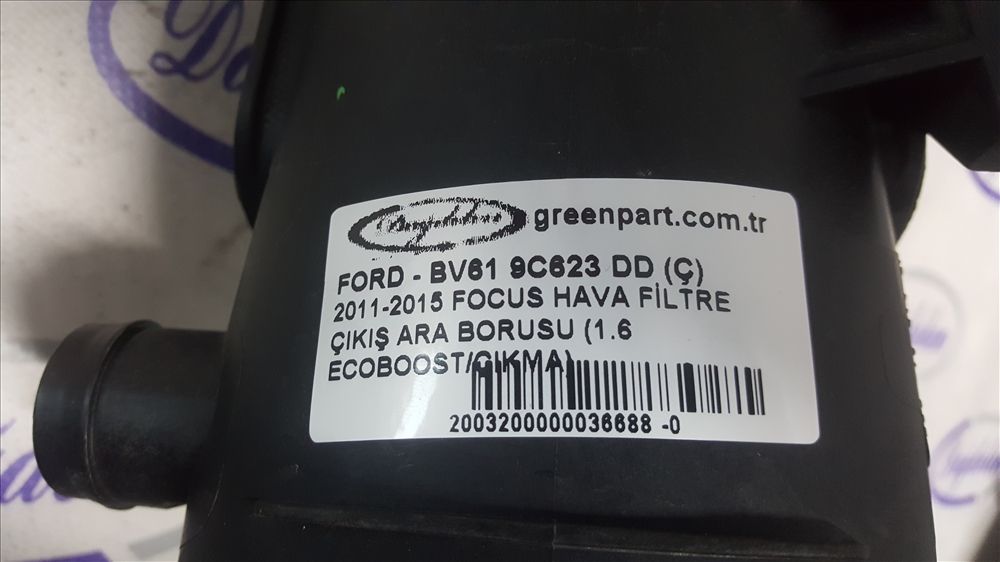 greenpart.com.tr
FORD - BV61 9C623 DD (Ç)
2011-2015 FOCUS HAVA FİLTRE
ÇIKIŞ ARA BORUSU (1.6
ECOBOOST/ÇIKMA)
2003200000036688 -0